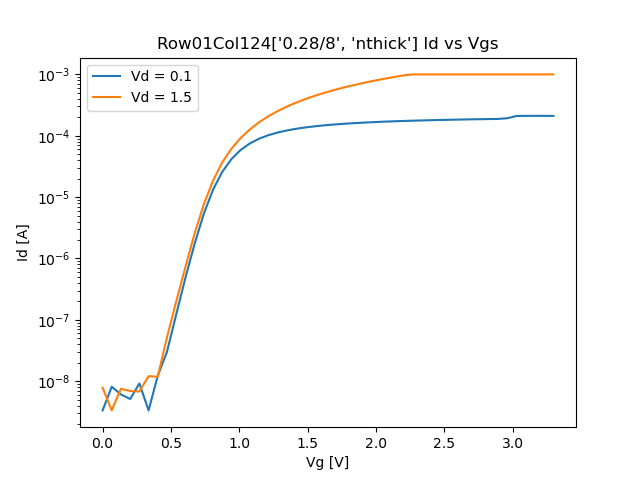 Row01Col124['0.28/8', 'nthick'] Id vs Vgs
Vd = 0.1
Vd = 1.5
Id [A]
10⁻³
10⁻⁴
10⁻⁵
10⁻⁶
10⁻⁷
10⁻⁸
0.0 0.5 1.0 1.5 2.0 2.5 3.0
Vg [V]